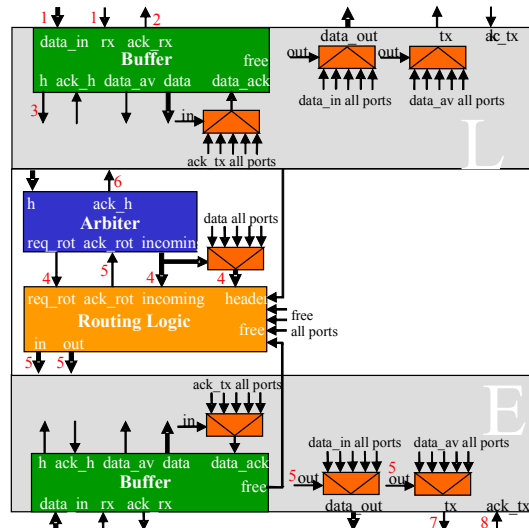 1 1 2
data_in rx ack_rx
Buffer
free
h ack_h data_av data data_ack
3
in
ack_tx all ports
data_out tx ac_tx
out out
data_in all ports data_av all ports
L
6
h ack_h
Arbiter
req_rot ack_rot incoming
data all ports
4 5 4 4
req_rot ack_rot incoming header
Routing Logic
free
free
all ports
in out
5 5
E
ack_tx all ports
in
h ack_h data_av data data_ack
Buffer
free
data_in rx ack_rx
data_in all ports data_av all ports
5 out 5 out
data_out tx ack_tx
7 8